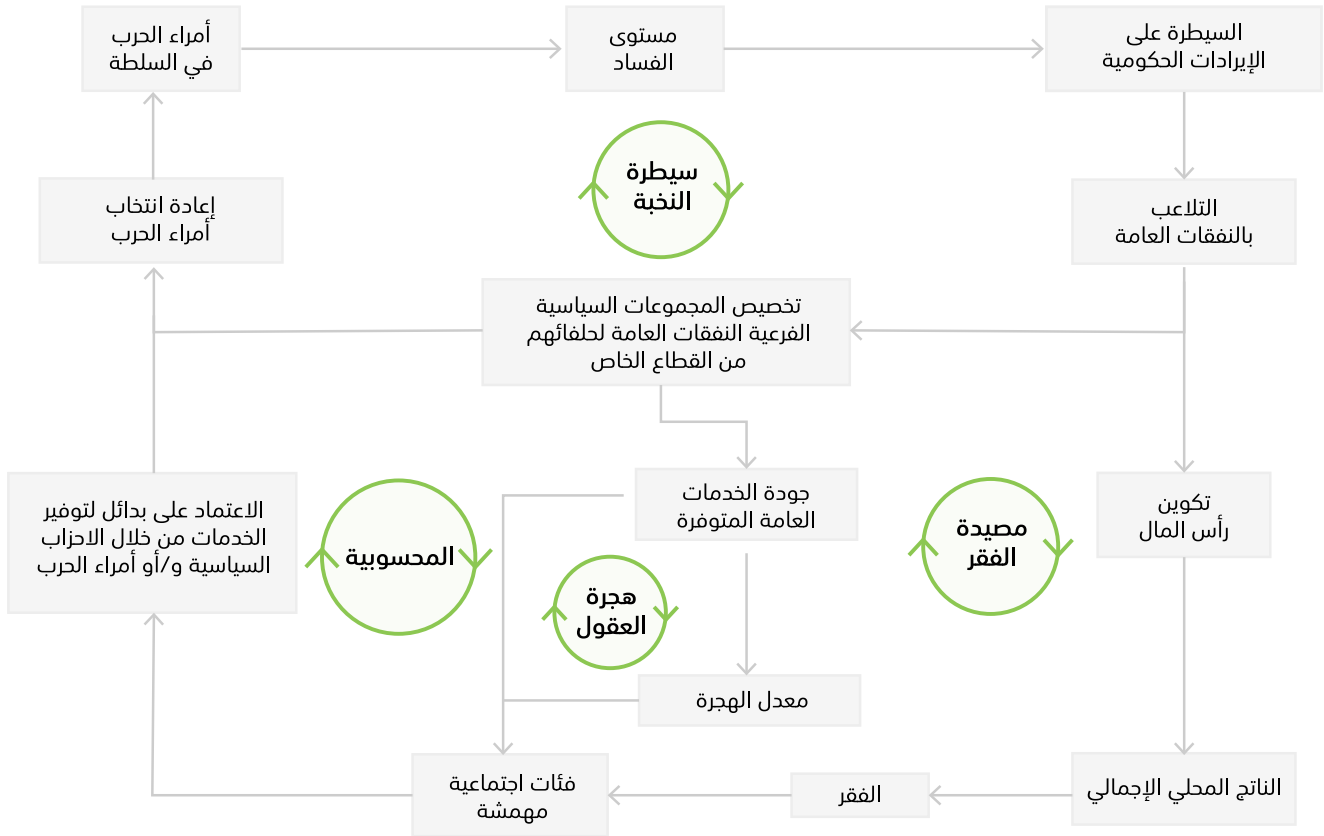 أمراء الحرب
في السلطة
مستوى
الفساد
السيطرة على
الإيرادات الحكومية
سيطرة
النخبة
إعادة انتخاب
أمراء الحرب
التلاعب
بالنفقات العامة
تخصيص المجموعات السياسية
الفرعية النفقات العامة لحلفائهم
من القطاع الخاص
الاعتماد على بدائل لتوفير
الخدمات من خلال الاحزاب
السياسية و/أو أمراء الحرب
المحسوبية
جودة الخدمات
العامة المتوفرة
هجرة
العقول
مصيدة
الفقر
تكوين
رأس المال
معدل الهجرة
فئات اجتماعية
مهمشة
الفقر
الناتج المحلي الإجمالي